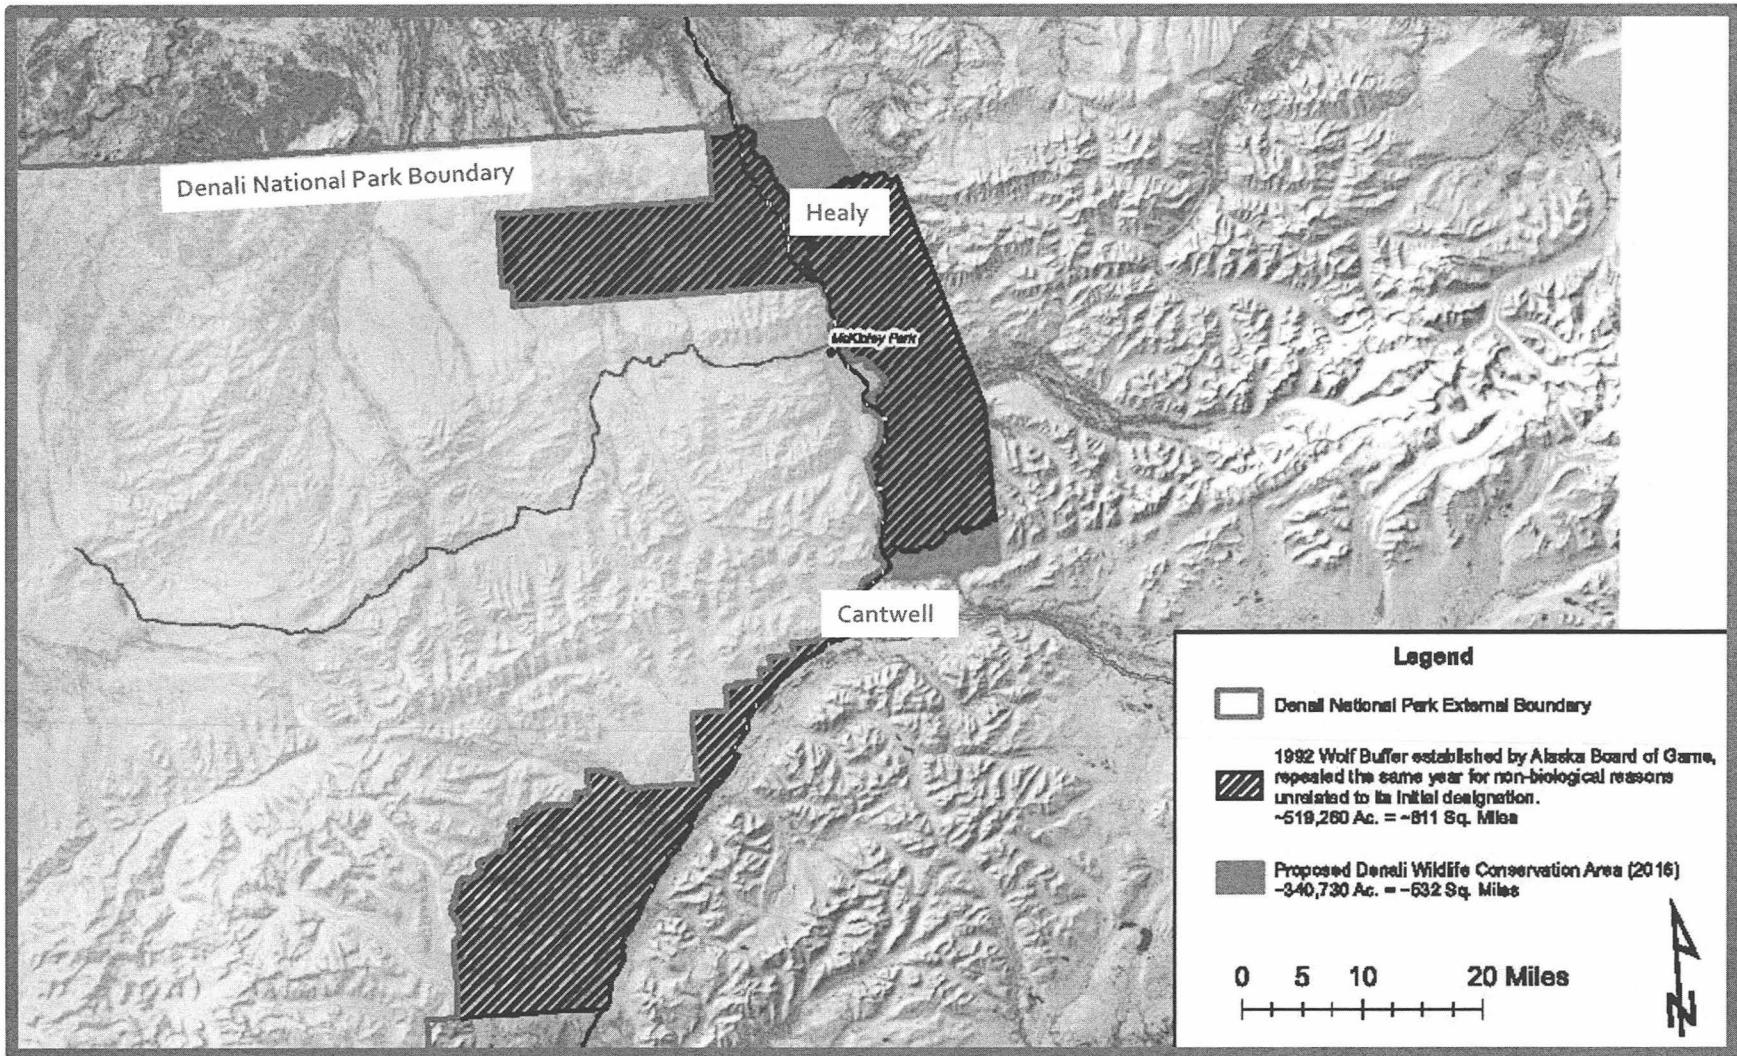 Denali National Park Boundary
Healy
McKinley Park
Cantwell
Legend
Denali National Park External Boundary
1992 Wolf Buffer established by Alaska Board of Game,
repealed the same year for non-biological reasons
unrelated to its initial designation.
~519,260 Ac. = ~811 Sq. Miles
Proposed Denali Wildlife Conservation Area (2016)
~340,730 Ac. = ~532 Sq. Miles
0 5 10 20 Miles
N